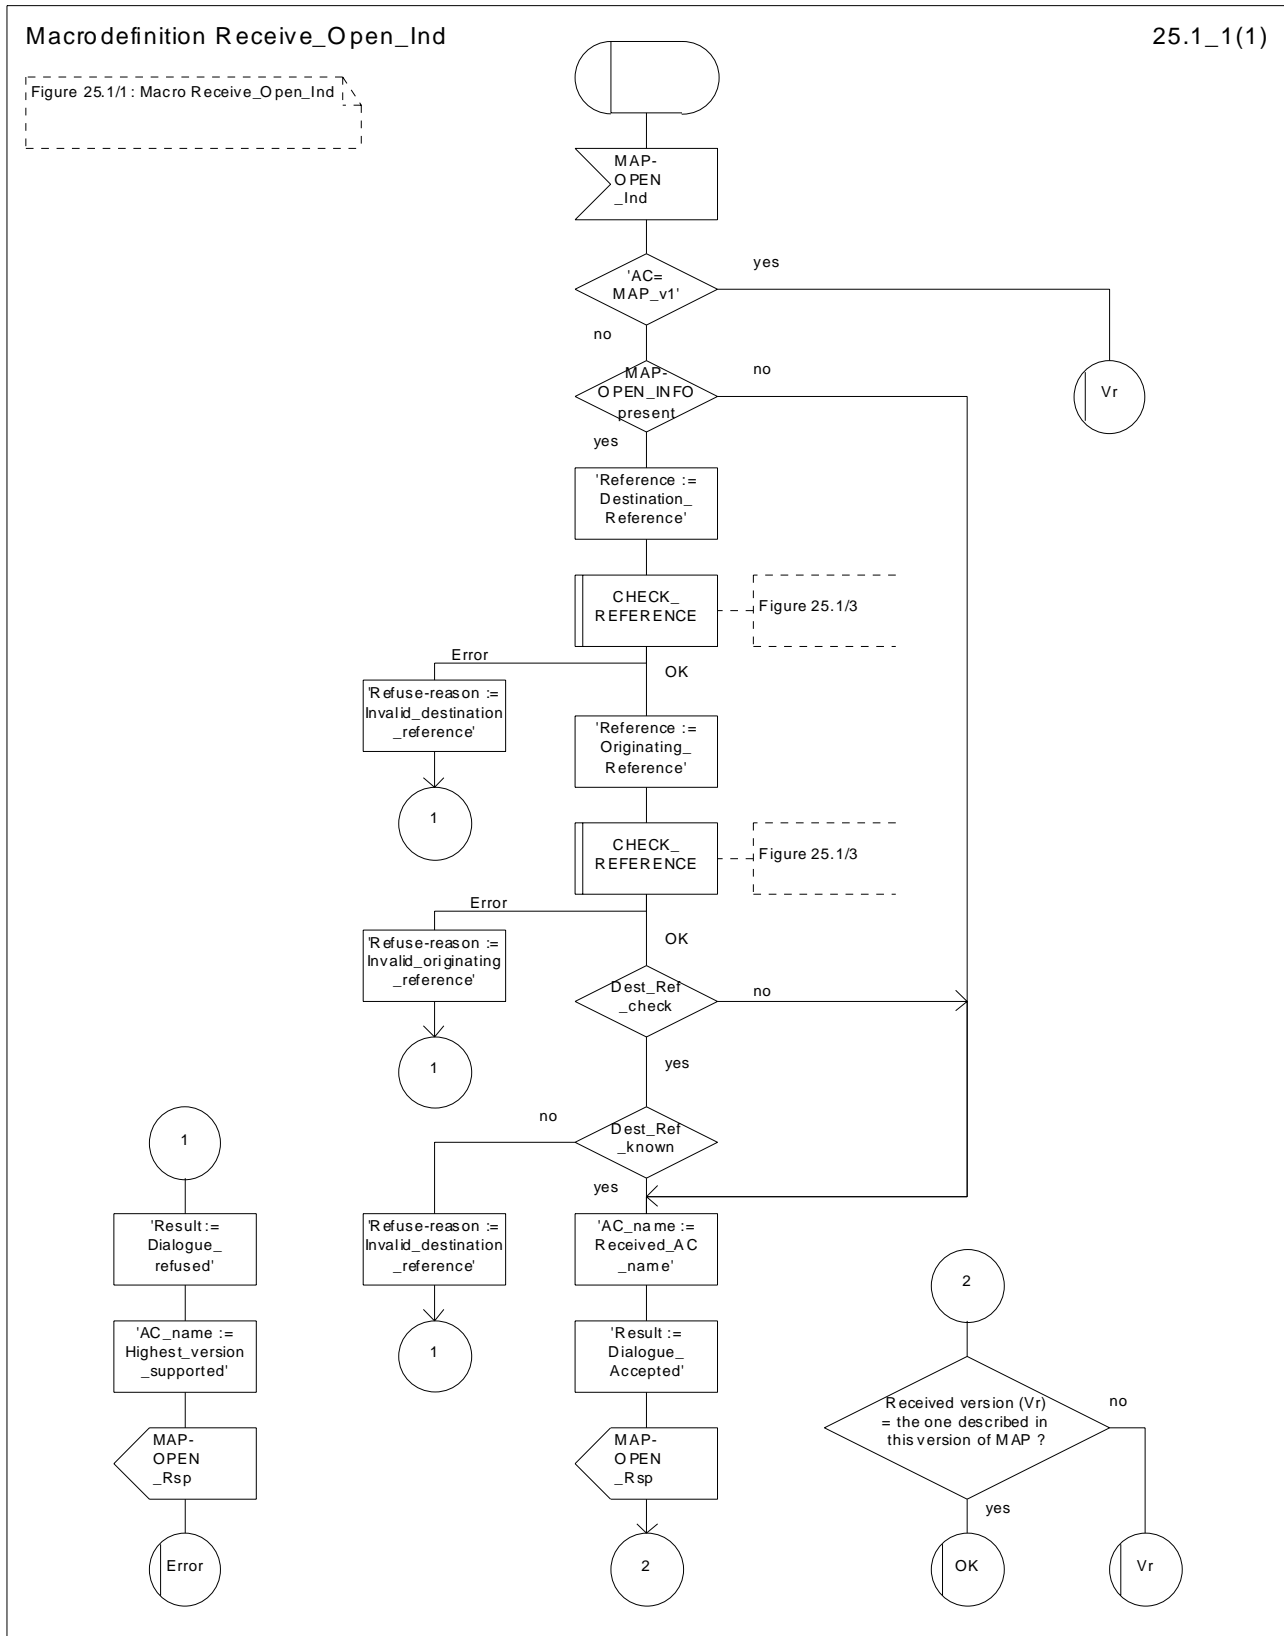 Macrodefinition Receive_Open_Ind
25.1_1(1)
Figure 25.1/1: Macro Receive_Open_Ind
MAP-
OPEN
_Ind
'AC=
MAP_v1'
yes
no
Vr
MAP-
OPEN_INFO
present
no
yes
'Reference :=
Destination_
Reference'
CHECK_
REFERENCE
Figure 25.1/3
Error
OK
'Refuse-reason :=
Invalid_destination
_reference'
1
'Reference :=
Originating_
Reference'
CHECK_
REFERENCE
Figure 25.1/3
Error
OK
'Refuse-reason :=
Invalid_originating
_reference'
1
Dest_Ref
_check
no
yes
Dest_Ref
_known
no
yes
1
'Result :=
Dialogue_
refused'
'AC_name :=
Highest_version
_supported'
MAP-
OPEN
_Rsp
Error
'Refuse-reason :=
Invalid_destination
_reference'
1
'AC_name :=
Received_AC
_name'
'Result :=
Dialogue_
Accepted'
MAP-
OPEN
_Rsp
2
2
Received version (Vr)
= the one described in
this version of MAP ?
no
yes
OK
Vr